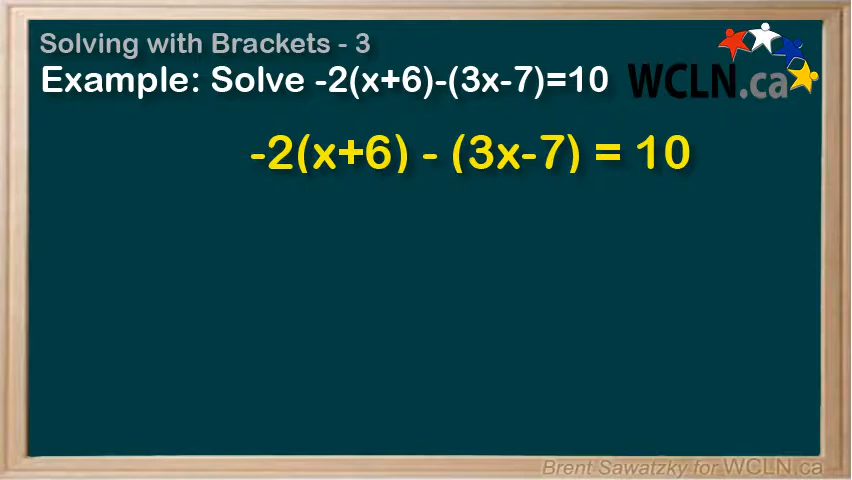 Solving with Brackets - 3
Example: Solve -2(x+6)-(3x-7)=10
WCLN.ca
-2(x+6) - (3x-7) = 10
Brent Sawatzky for WCLN.ca